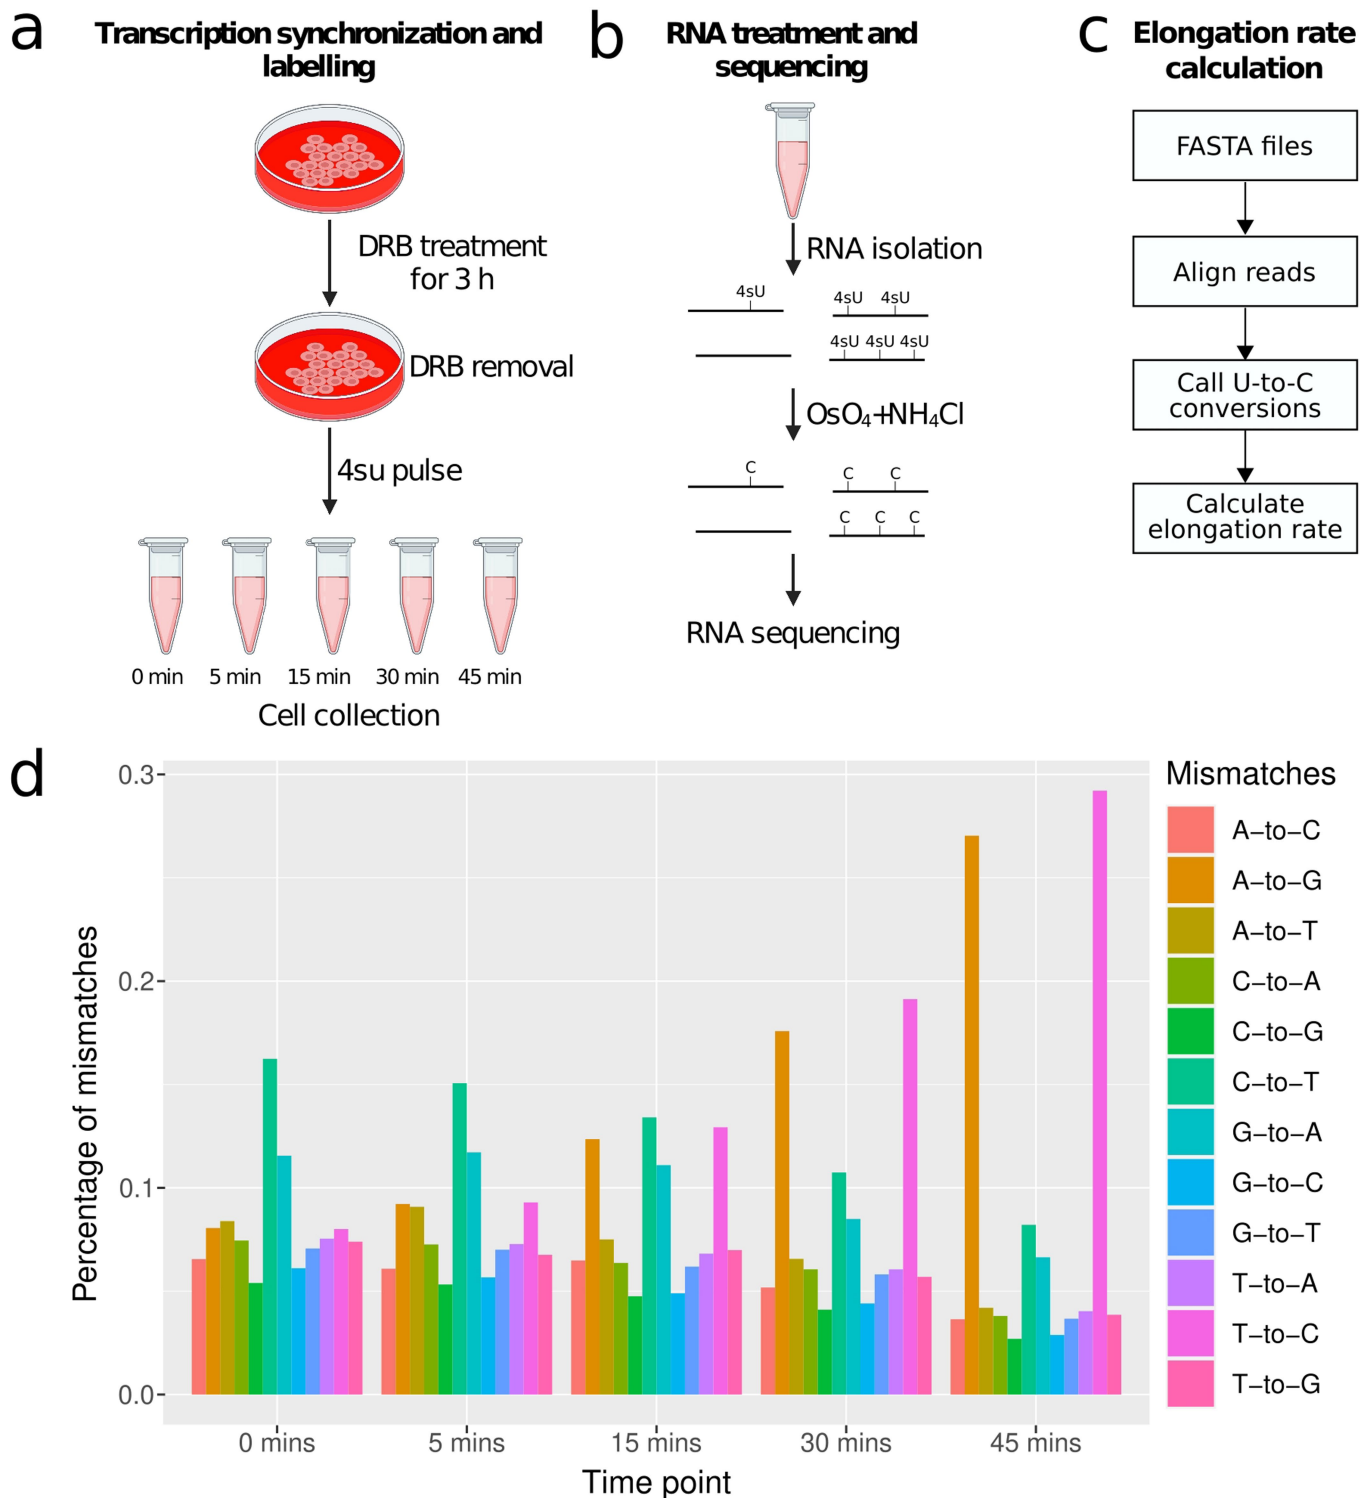 a
Transcription synchronization and
labelling
DRB treatment
for 3 h
DRB removal
4su pulse
0 min 5 min 15 min 30 min 45 min
Cell collection
b
RNA treatment and
sequencing
RNA isolation
4sU
4sU 4sU
4sU 4sU 4sU
OsO₄+NH₄Cl
C
C C
C C C
RNA sequencing
c
Elongation rate
calculation
FASTA files
Align reads
Call U-to-C
conversions
Calculate
elongation rate
d
Percentage of mismatches
0.3
0.2
0.1
0.0
0 mins 5 mins 15 mins 30 mins 45 mins
Time point
Mismatches
A-to-C
A-to-G
A-to-T
C-to-A
C-to-G
C-to-T
G-to-A
G-to-C
G-to-T
T-to-A
T-to-C
T-to-G